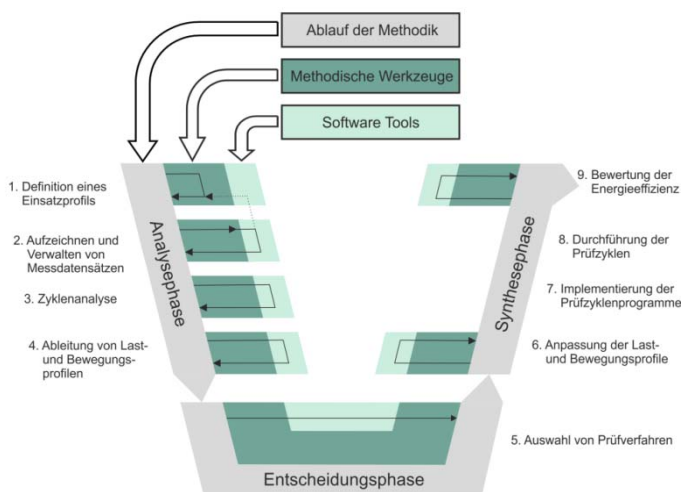 Ablauf der Methodik
Methodische Werkzeuge
Software Tools
1. Definition eines
Einsatzprofils
2. Aufzeichnen und
Verwalten von
Messdatensätzen
3. Zyklenanalyse
4. Ableitung von Last-
und Bewegungs-
profilen
Analysephase
Entscheidungsphase
Synthesephase
9. Bewertung der
Energieeffizienz
8. Durchführung der
Prüfzyklen
7. Implementierung der
Prüfzyklenprogramme
6. Anpassung der Last-
und Bewegungsprofile
5. Auswahl von Prüfverfahren